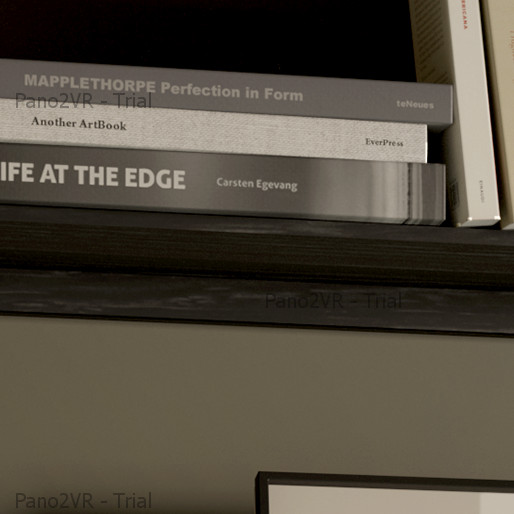 MAPPLETHORPE Perfection in Form
teNeues
Pano2VR - Trial
Another ArtBook
EverPress
IFE AT THE EDGE
Carsten Egevang
Pano2VR - Trial
Pano2VR - Trial